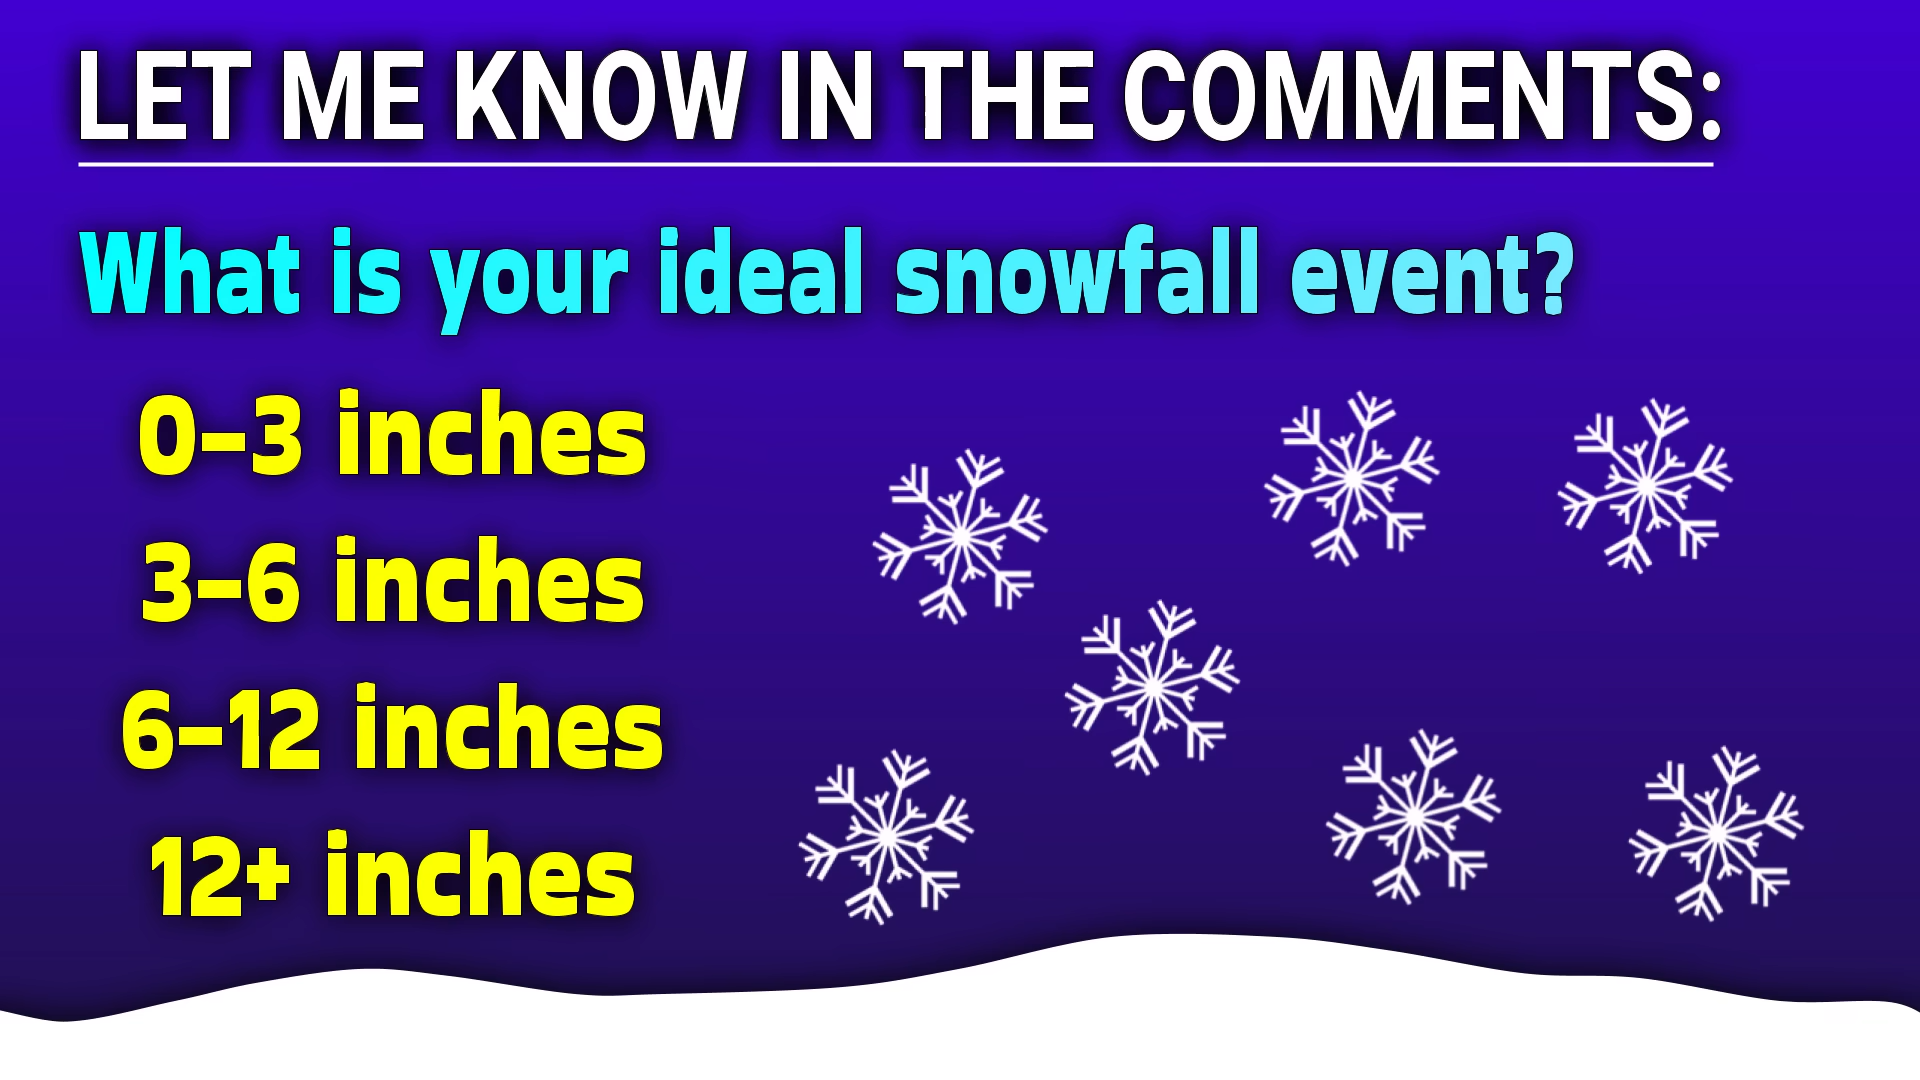 LET ME KNOW IN THE COMMENTS:
What is your ideal snowfall event?
0–3 inches
3–6 inches
6–12 inches
12+ inches